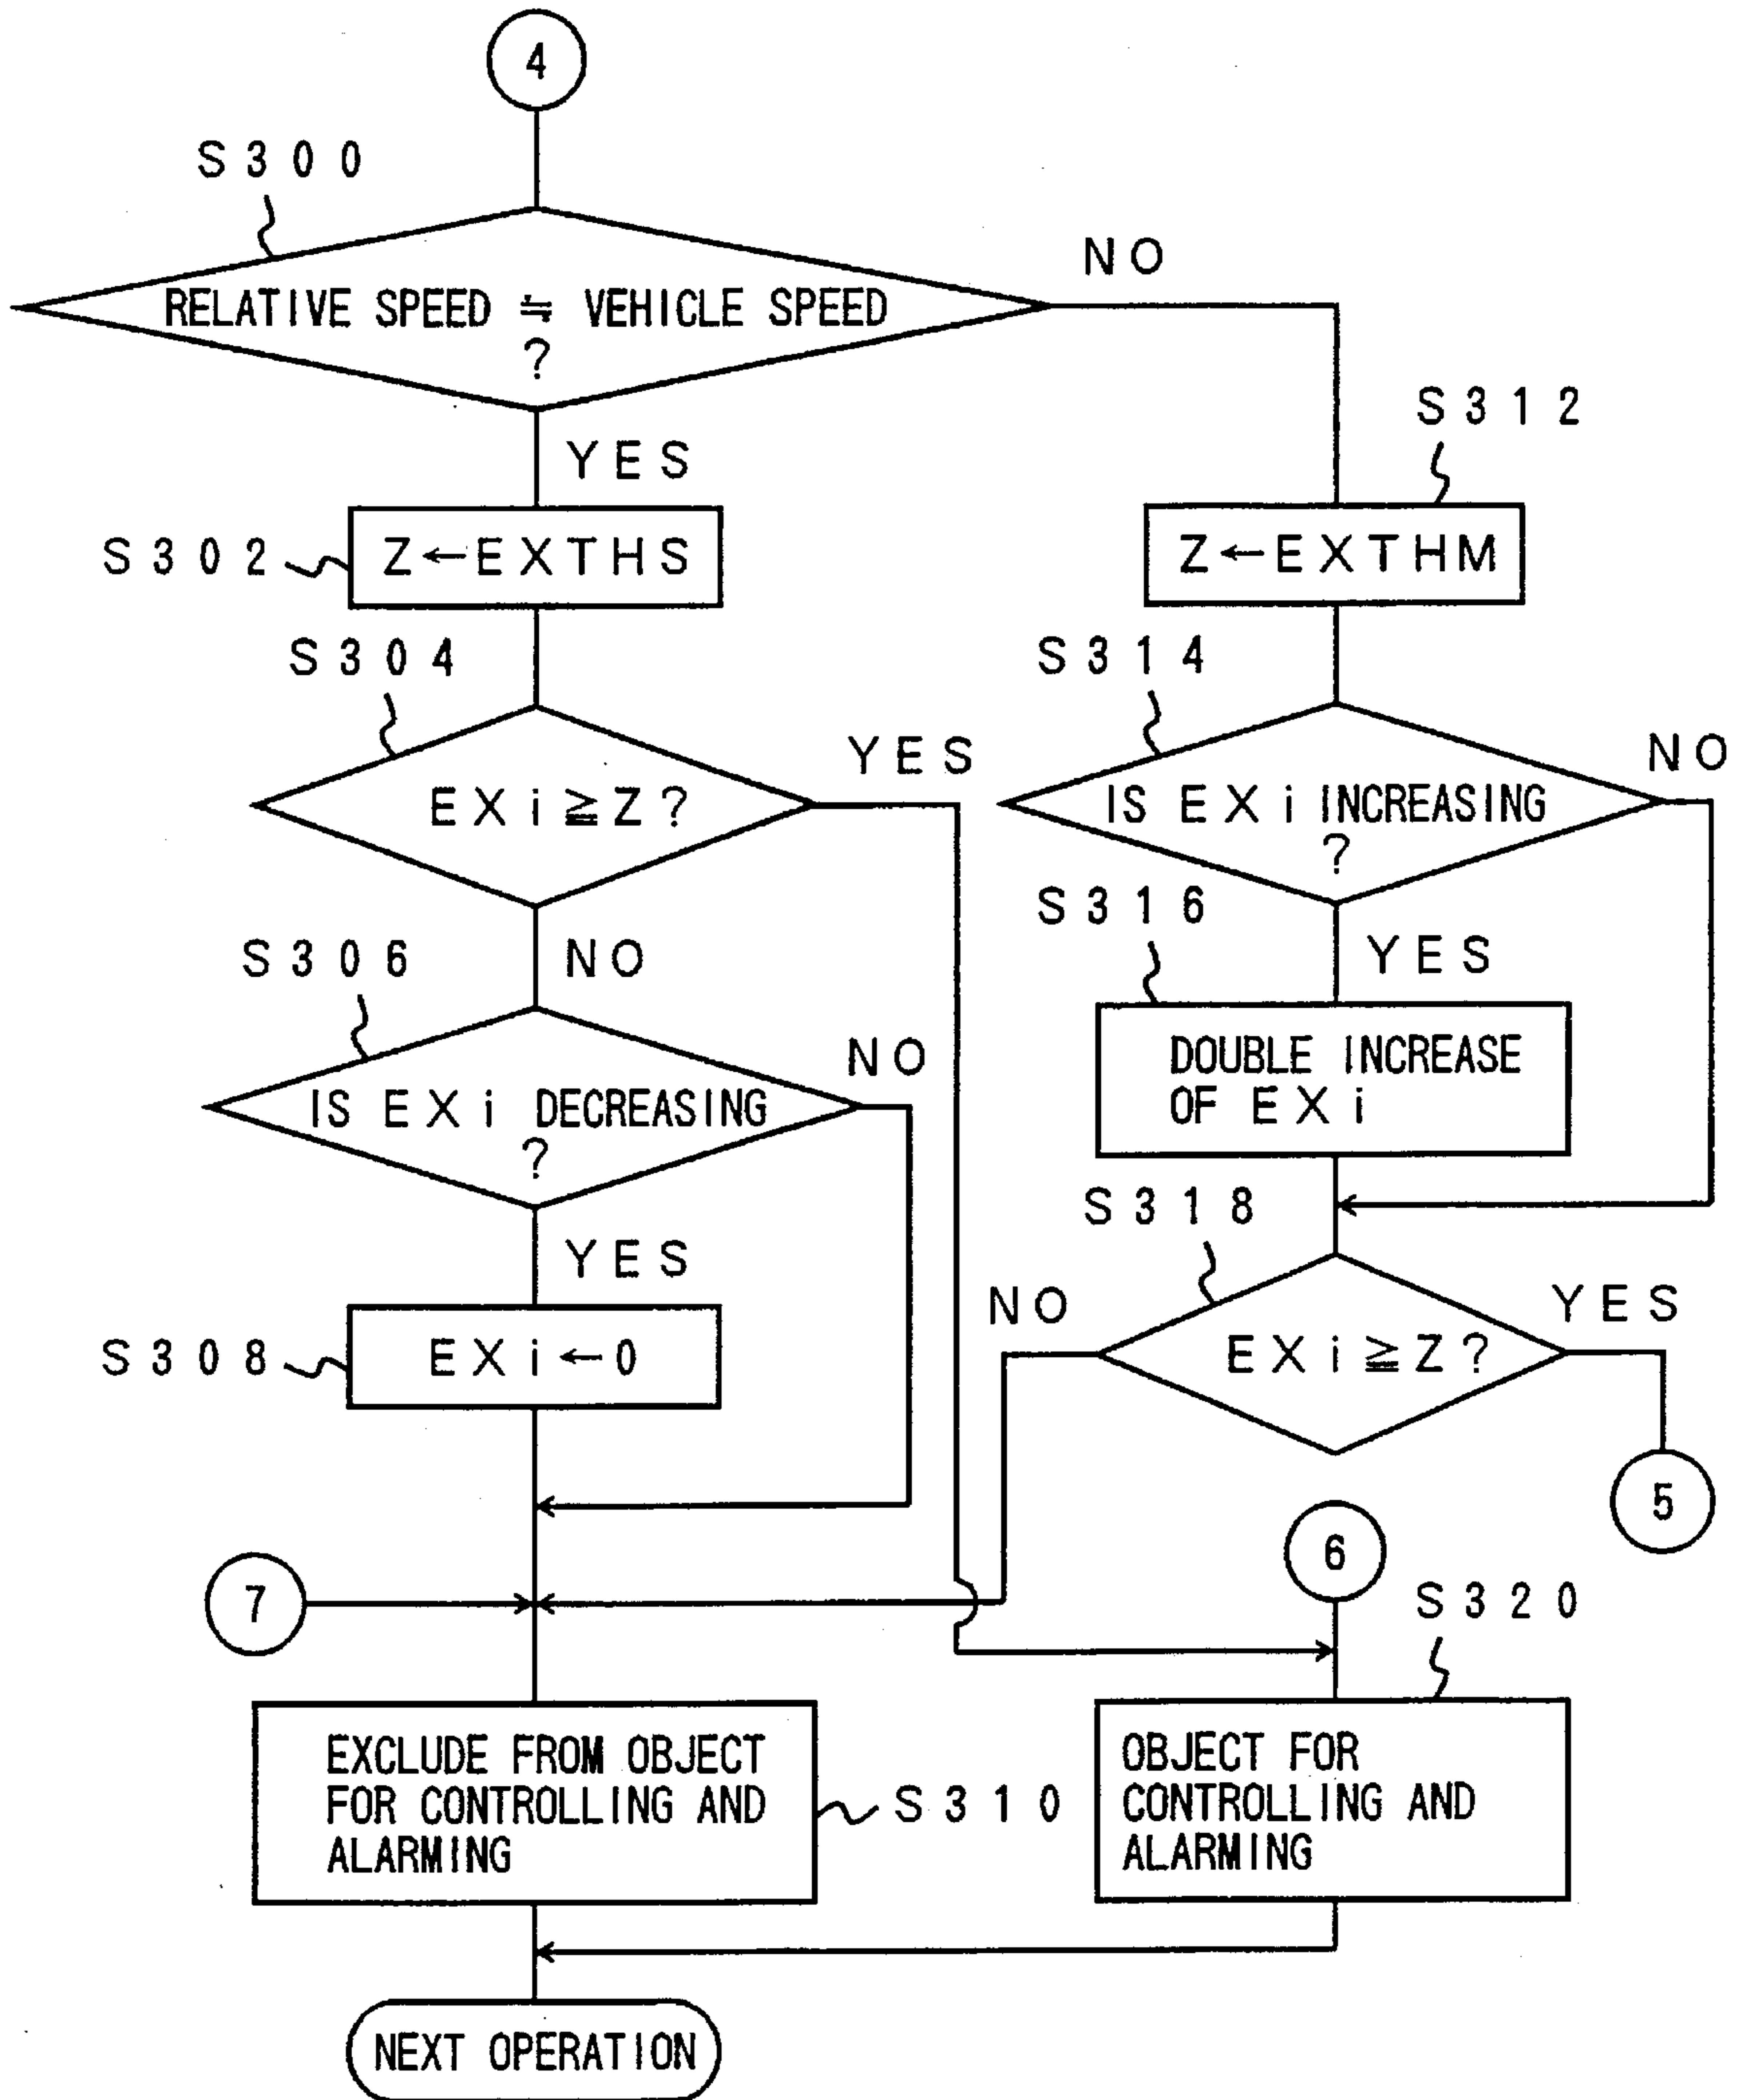 4
S300
RELATIVE SPEED ≒ VEHICLE SPEED
?
NO
YES
S302
Z←EXTHS
S312
Z←EXTHM
S304
EXi≧Z?
YES
NO
S314
IS EXi INCREASING
?
NO
YES
S306
IS EXi DECREASING
?
NO
YES
S316
DOUBLE INCREASE
OF EXi
S308
EXi←0
S318
EXi≧Z?
NO
YES
5
6
7
S310
EXCLUDE FROM OBJECT
FOR CONTROLLING AND
ALARMING
S320
OBJECT FOR
CONTROLLING AND
ALARMING
NEXT OPERATION